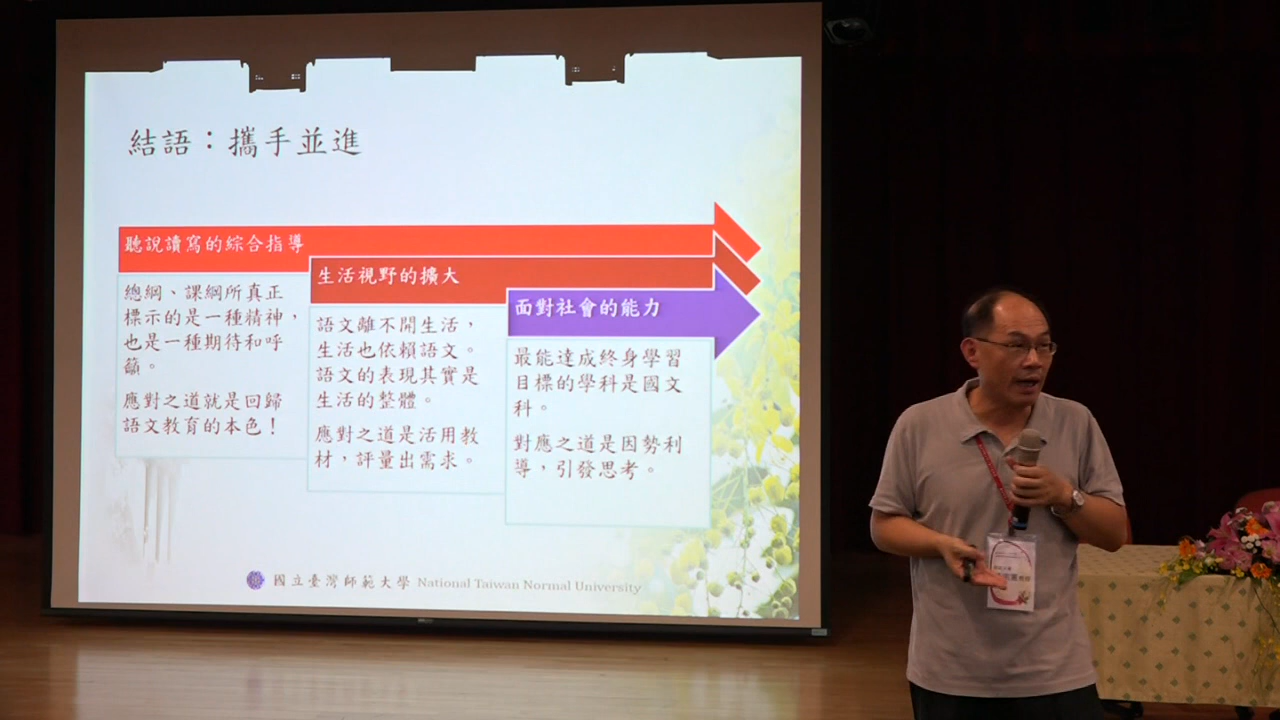 結語：攜手並進
聽說讀寫的綜合指導
總綱、課綱所真正
標示的是一種精神，
也是一種期待和呼
籲。
應對之道就是回歸
語文教育的本色！
生活視野的擴大
語文離不開生活，
生活也依賴語文。
語文的表現其實是
生活的整體。
應對之道是活用教
材，評量出需求。
面對社會的能力
最能達成終身學習
目標的學科是國文
科。
對應之道是因勢利
導，引發思考。
國立臺灣師範大學 National Taiwan Normal University